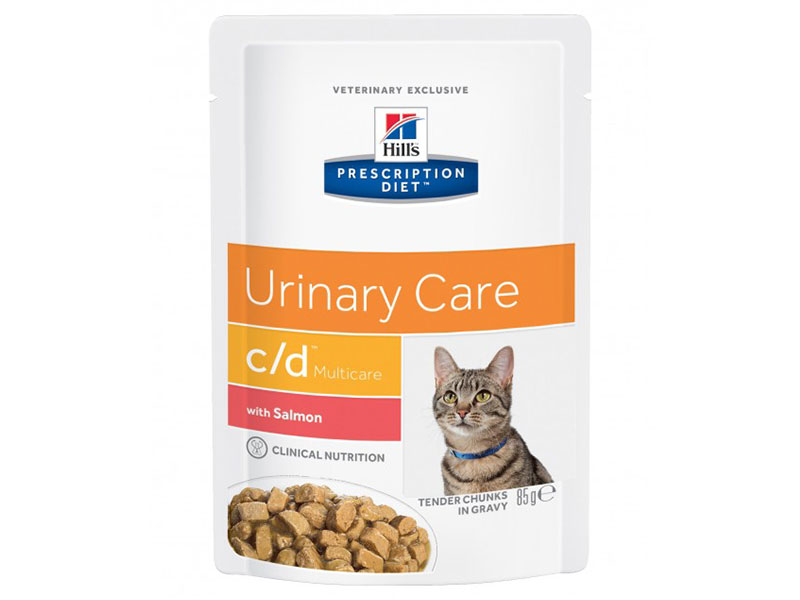 VETERINARY EXCLUSIVE
Hill's
PRESCRIPTION
DIET™
Urinary Care
c/d™ Multicare
with Salmon
CLINICAL NUTRITION
TENDER CHUNKS
IN GRAVY
85g℮